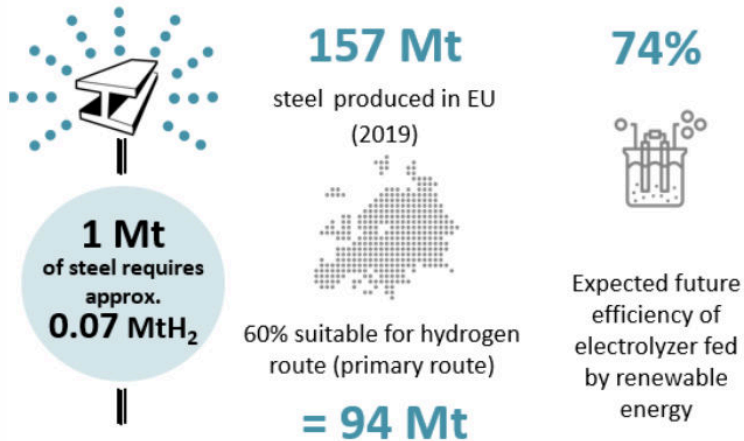 1 Mt
of steel requires
approx.
0.07 MtH₂
157 Mt
steel produced in EU
(2019)
60% suitable for hydrogen
route (primary route)
= 94 Mt
74%
Expected future
efficiency of
electrolyzer fed
by renewable
energy